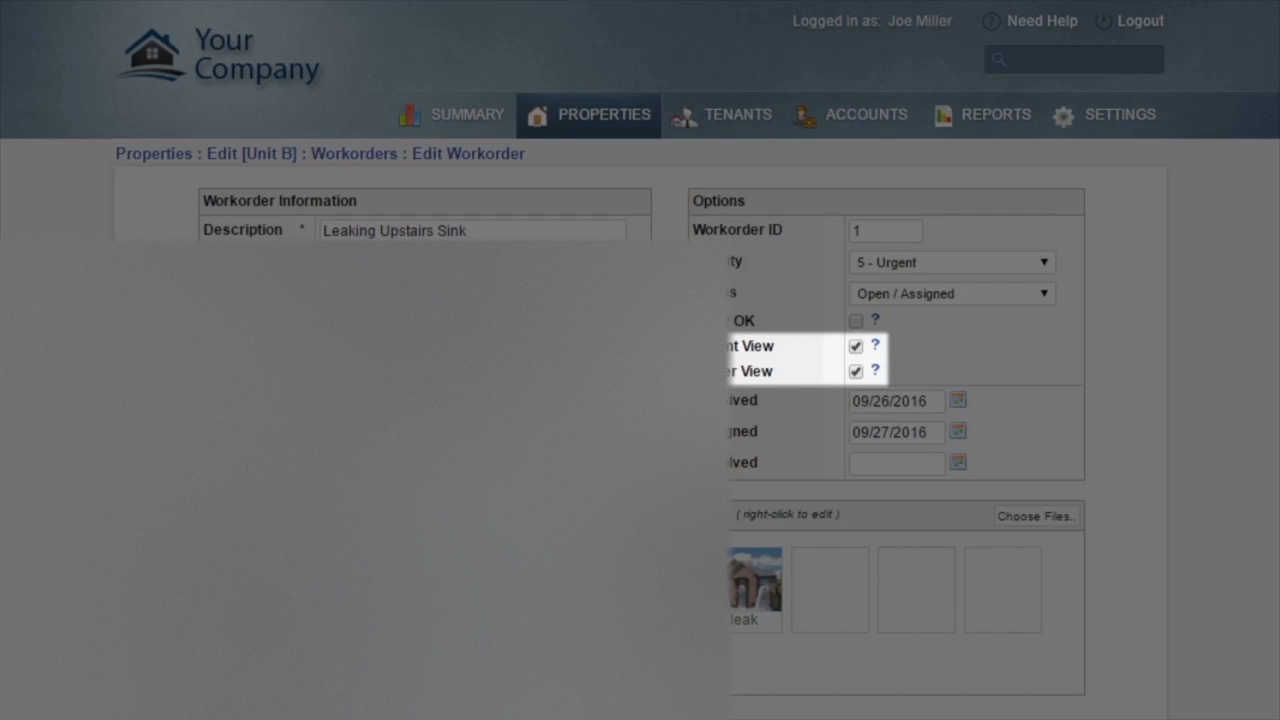 Logged in as: Joe Miller
Need Help
Logout
Your
Company
SUMMARY
PROPERTIES
TENANTS
ACCOUNTS
REPORTS
SETTINGS
Properties : Edit [Unit B] : Workorders : Edit Workorder
Workorder Information
Description *
Leaking Upstairs Sink
Options
Workorder ID
1
ity
5 - Urgent
s
Open / Assigned
OK
?
nt View
?
r View
?
ived
09/26/2016
gned
09/27/2016
lved
( right-click to edit )
Choose Files..
leak